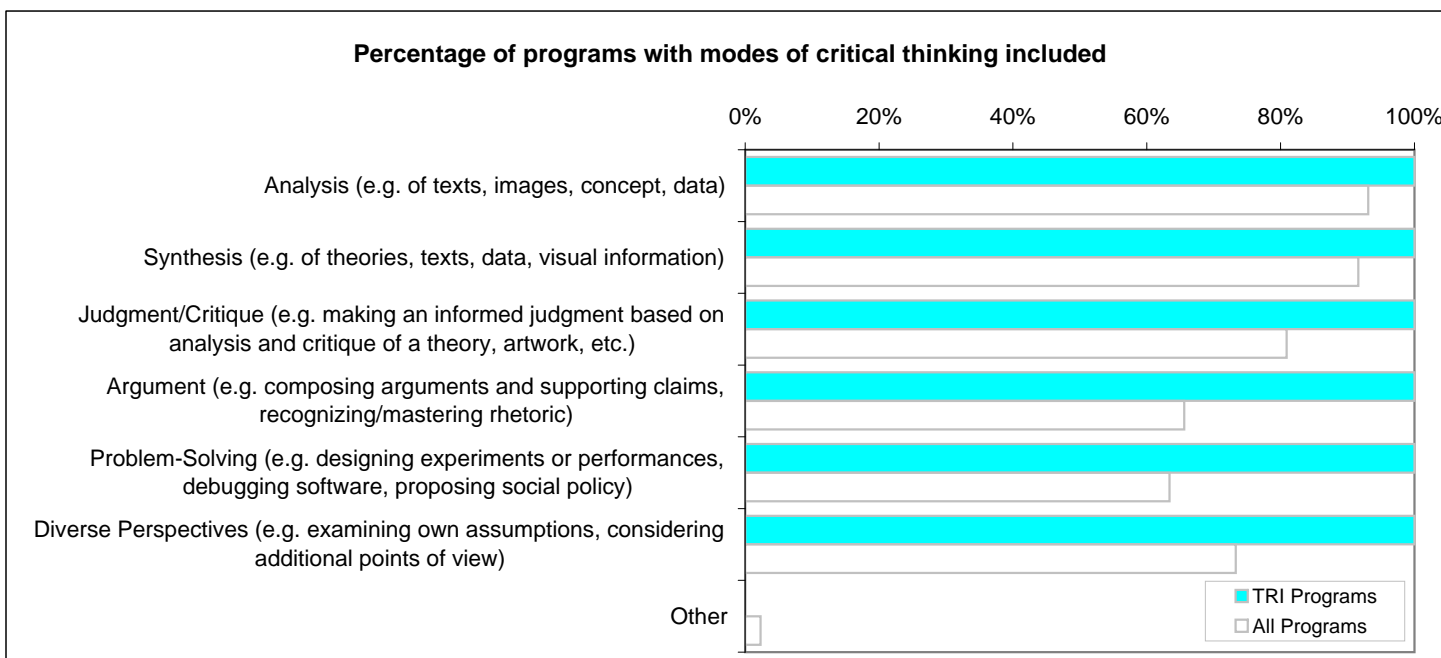 Percentage of programs with modes of critical thinking included
0% 20% 40% 60% 80% 100%
Analysis (e.g. of texts, images, concept, data)
Synthesis (e.g. of theories, texts, data, visual information)
Judgment/Critique (e.g. making an informed judgment based on
analysis and critique of a theory, artwork, etc.)
Argument (e.g. composing arguments and supporting claims,
recognizing/mastering rhetoric)
Problem-Solving (e.g. designing experiments or performances,
debugging software, proposing social policy)
Diverse Perspectives (e.g. examining own assumptions, considering
additional points of view)
Other
TRI Programs
All Programs